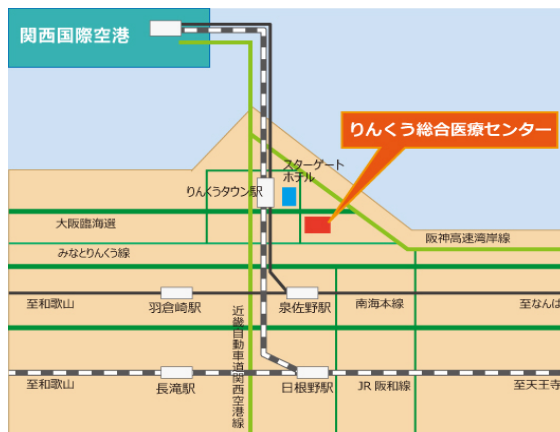 関西国際空港
りんくう総合医療センター
スターゲート
ホテル
りんくうタウン駅
大阪臨海選
阪神高速湾岸線
みなとりんくう線
至和歌山
羽倉崎駅
泉佐野駅
南海本線
至なんば
近畿自動車道関西空港線
至和歌山
長滝駅
日根野駅
JR 阪和線
至天王寺